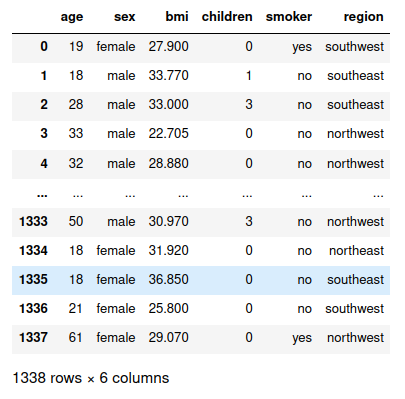 age sex bmi children smoker region
0 19 female 27.900 0 yes southwest
1 18 male 33.770 1 no southeast
2 28 male 33.000 3 no southeast
3 33 male 22.705 0 no northwest
4 32 male 28.880 0 no northwest
... ... ... ... ... ... ...
1333 50 male 30.970 3 no northwest
1334 18 female 31.920 0 no northeast
1335 18 female 36.850 0 no southeast
1336 21 female 25.800 0 no southwest
1337 61 female 29.070 0 yes northwest
1338 rows × 6 columns